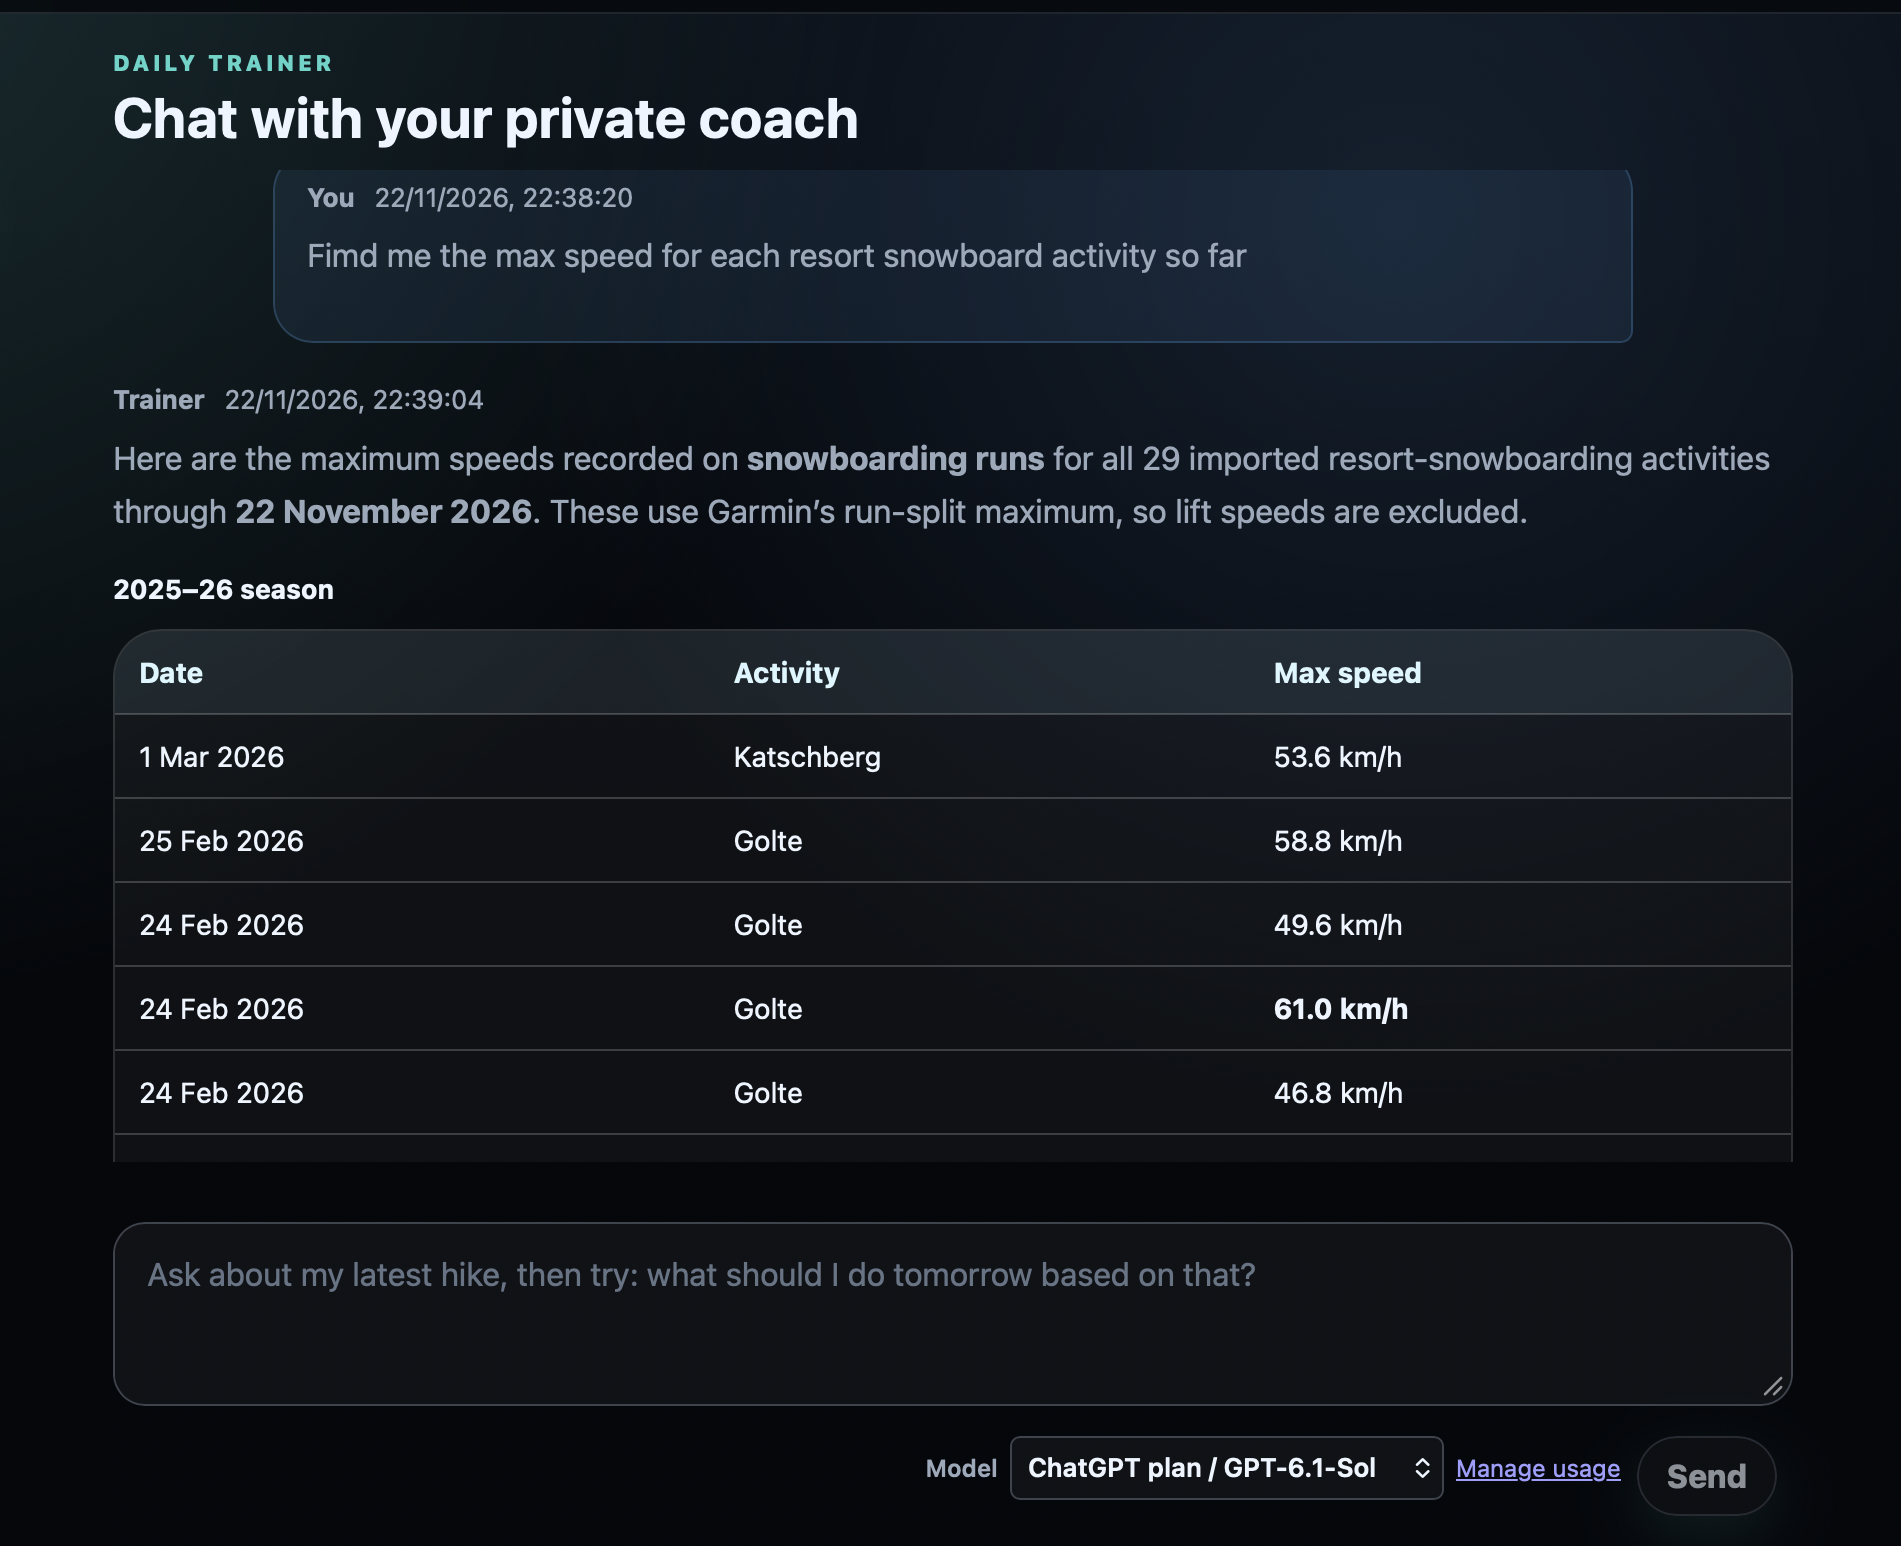 DAILY TRAINER
Chat with your private coach
You 22/11/2026, 22:38:20
Fimd me the max speed for each resort snowboard activity so far
Trainer 22/11/2026, 22:39:04
Here are the maximum speeds recorded on snowboarding runs for all 29 imported resort-snowboarding activities
through 22 November 2026. These use Garmin’s run-split maximum, so lift speeds are excluded.
2025–26 season
Date Activity Max speed
1 Mar 2026 Katschberg 53.6 km/h
25 Feb 2026 Golte 58.8 km/h
24 Feb 2026 Golte 49.6 km/h
24 Feb 2026 Golte 61.0 km/h
24 Feb 2026 Golte 46.8 km/h
Ask about my latest hike, then try: what should I do tomorrow based on that?
Model ChatGPT plan / GPT-6.1-Sol Manage usage Send